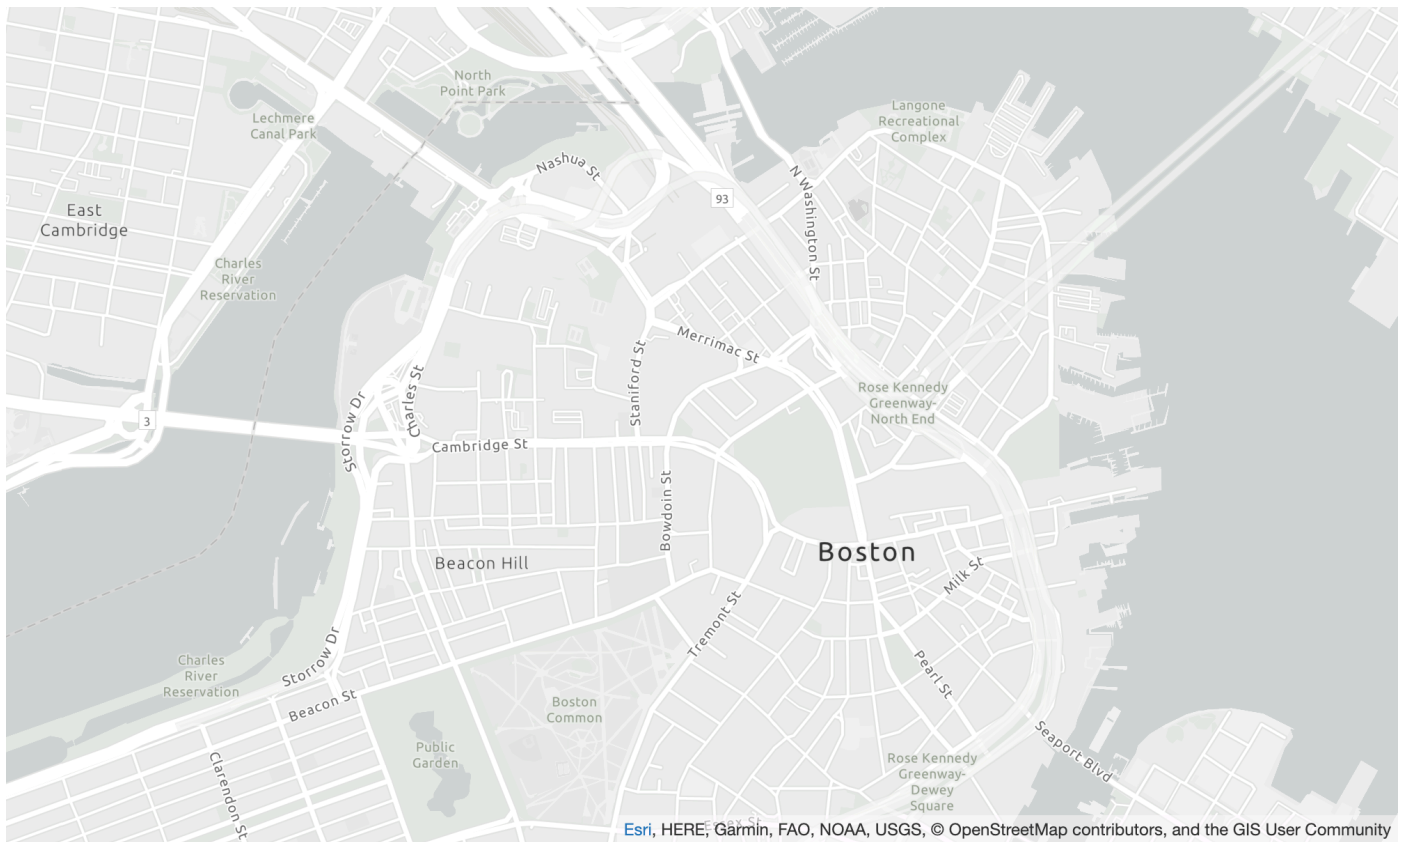 North
Point Park
Lechmere
Canal Park
Langone
Recreational
Complex
Nashua St
93
N Washington St
East
Cambridge
Charles
River
Reservation
Merrimac St
Staniford St
Storrow Dr
Charles St
Rose Kennedy
Greenway-
North End
3
Cambridge St
Bowdoin St
Boston
Beacon Hill
Milk St
Tremont St
Storrow Dr
Charles
River
Reservation
Pearl St
Beacon St
Boston
Common
Public
Garden
Clarendon St
Seaport Blvd
Rose Kennedy
Greenway-
Dewey
Square
Essex St
Esri, HERE, Garmin, FAO, NOAA, USGS, © OpenStreetMap contributors, and the GIS User Community